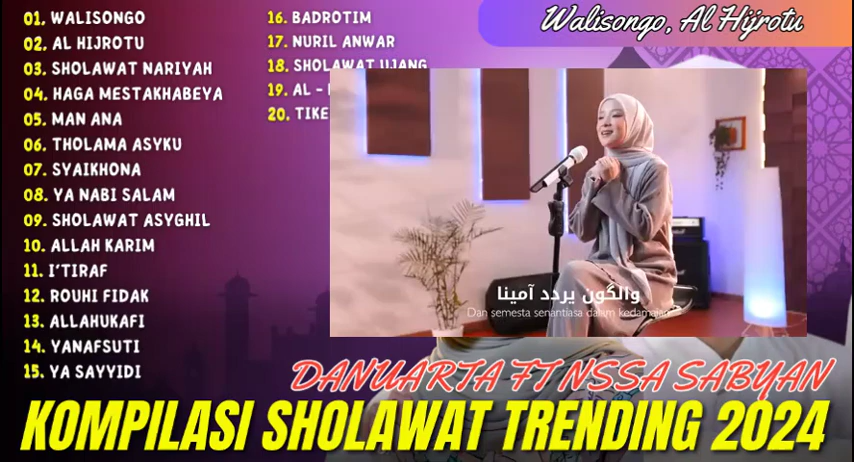 01. WALISONGO
02. AL HIJROTU
03. SHOLAWAT NARIYAH
04. HAGA MESTAKHABEYA
05. MAN ANA
06. THOLAMA ASYKU
07. SYAIKHONA
08. YA NABI SALAM
09. SHOLAWAT ASYGHIL
10. ALLAH KARIM
11. I'TIRAF
12. ROUHI FIDAK
13. ALLAHUKAFI
14. YANAFSUTI
15. YA SAYYIDI
16. BADROTIM
17. NURIL ANWAR
18. SHOLAWAT UJANG
19. AL -
20.
Walisongo, Al Hijrotu
والكون يردد آمينا
Dan semesta senantiasa dalam kedamaian
DANUARTA FT NSSA SABYAN
KOMPILASI SHOLAWAT TRENDING 2024